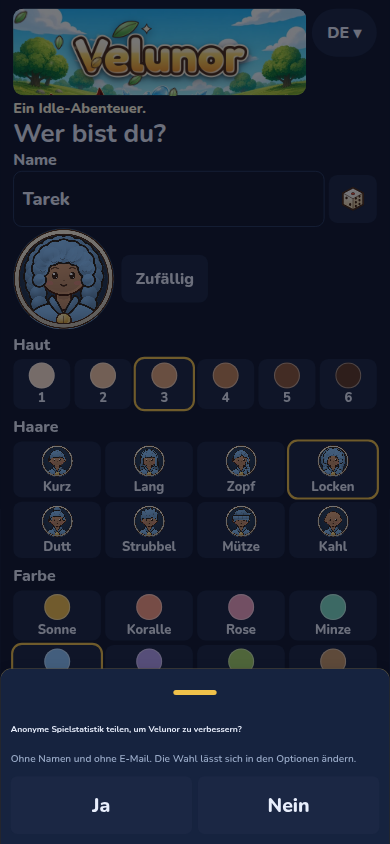 Velunor
DE ▾
Ein Idle-Abenteuer.
Wer bist du?
Name
Tarek
Zufällig
Haut
1 2 3 4 5 6
Haare
Kurz Lang Zopf Locken
Dutt Strubbel Mütze Kahl
Farbe
Sonne Koralle Rose Minze
Anonyme Spielstatistik teilen, um Velunor zu verbessern?
Ohne Namen und ohne E-Mail. Die Wahl lässt sich in den Optionen ändern.
Ja Nein